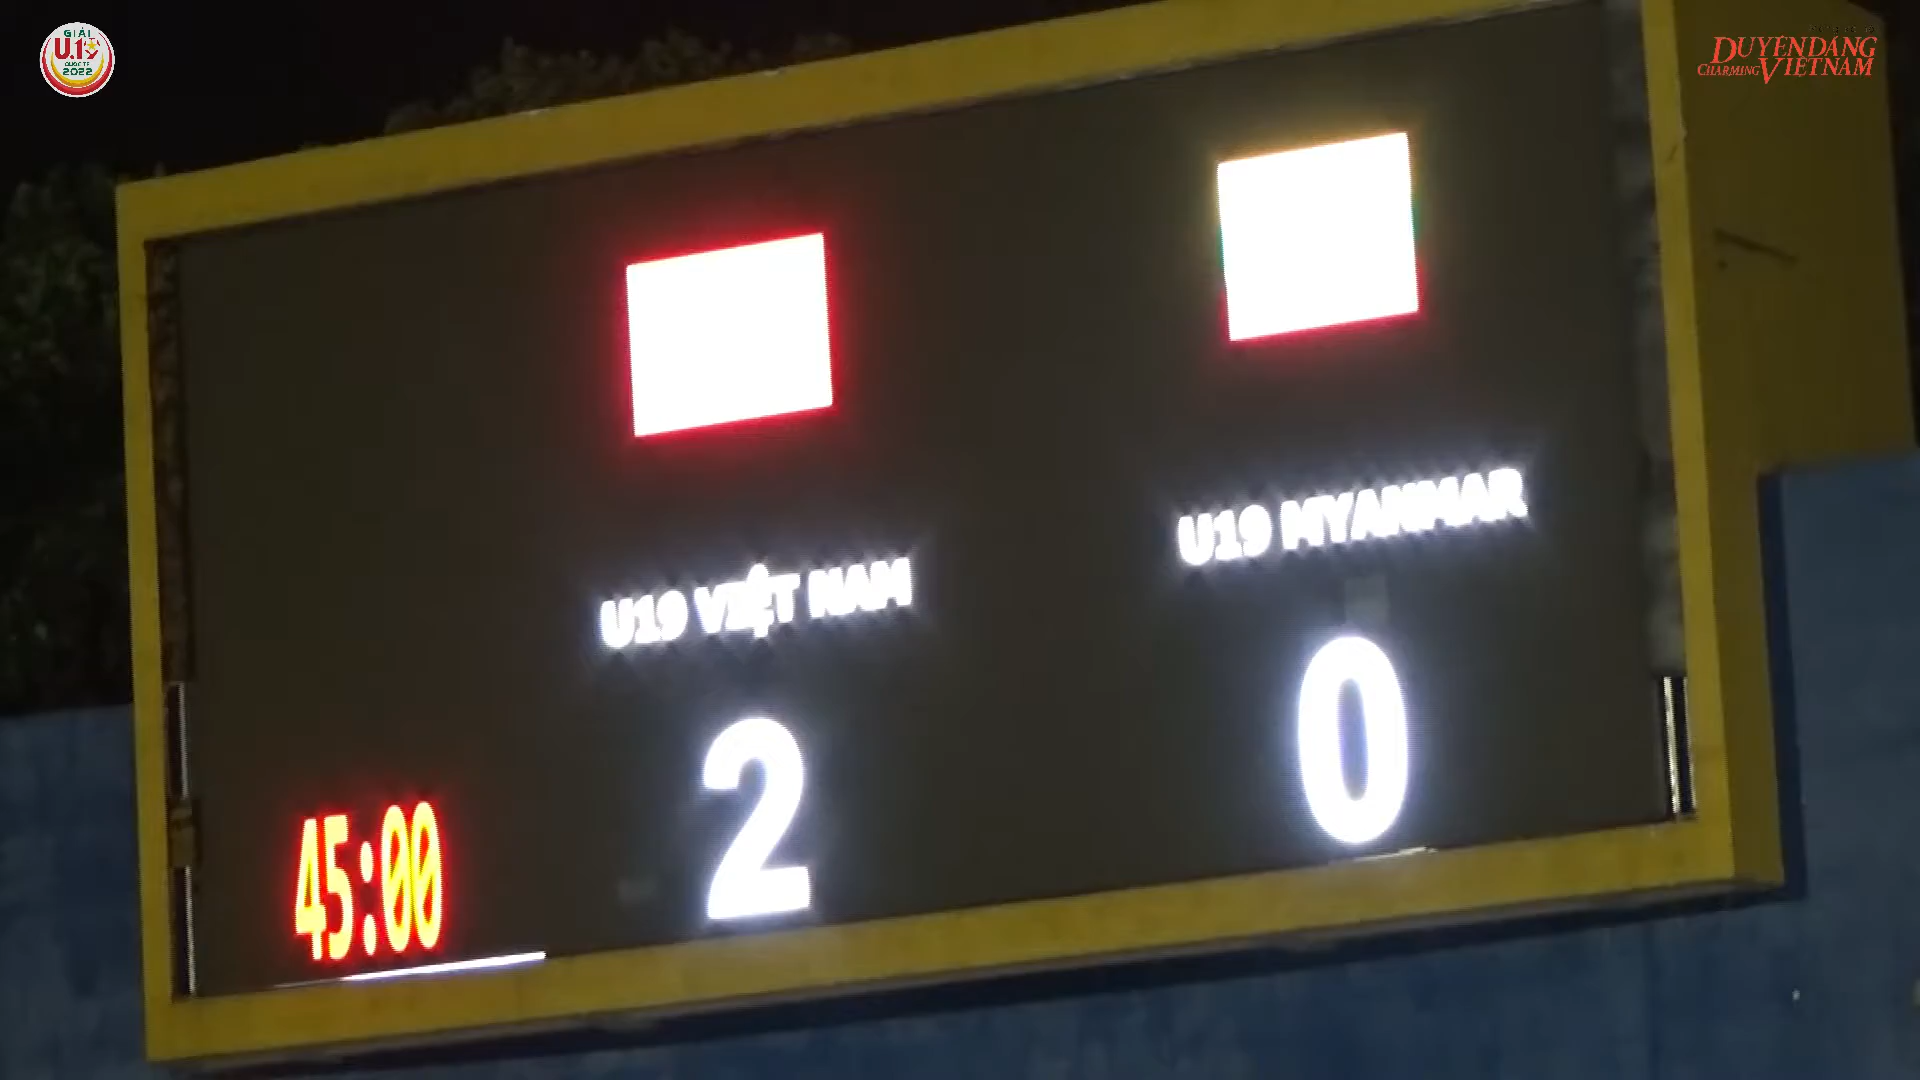 GIẢI
U.19
QUỐC TẾ
2022
DUYÊN DÁNG
CHARMING VIETNAM
U19 VIỆT NAM
U19 MYANMAR
2
0
45:00